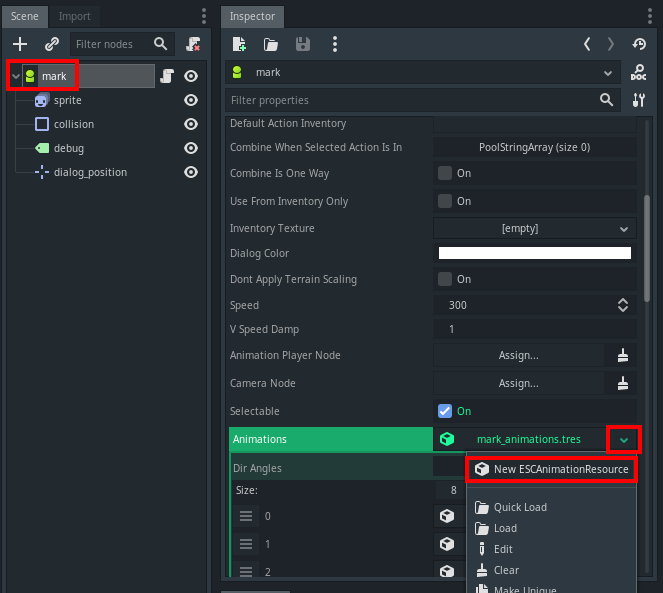 Scene
Import
Filter nodes
mark
sprite
collision
debug
dialog_position
Inspector
mark
DOC
Filter properties
Default Action Inventory
Combine When Selected Action Is In PoolStringArray (size 0)
Combine Is One Way On
Use From Inventory Only On
Inventory Texture [empty]
Dialog Color
Dont Apply Terrain Scaling On
Speed 300
V Speed Damp 1
Animation Player Node Assign...
Camera Node Assign...
Selectable On
Animations mark_animations.tres
Dir Angles
New ESCAnimationResource
Size: 8
0
Quick Load
Load
1
Edit
Clear
2
Make Unique